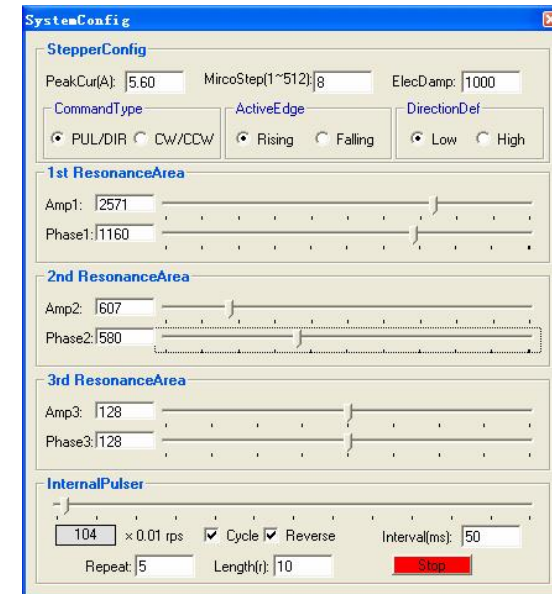 SystemConfig
StepperConfig
PeakCur(A): 5.60 MircoStep(1~512): 8 ElecDamp: 1000
CommandType ActiveEdge DirectionDef
PUL/DIR CW/CCW Rising Falling Low High
1st ResonanceArea
Amp1: 2571
Phase1: 1160
2nd ResonanceArea
Amp2: 607
Phase2: 580
3rd ResonanceArea
Amp3: 128
Phase3: 128
InternalPulser
104 × 0.01 rps Cycle Reverse Interval(ms): 50
Repeat: 5 Length(r): 10 Stop